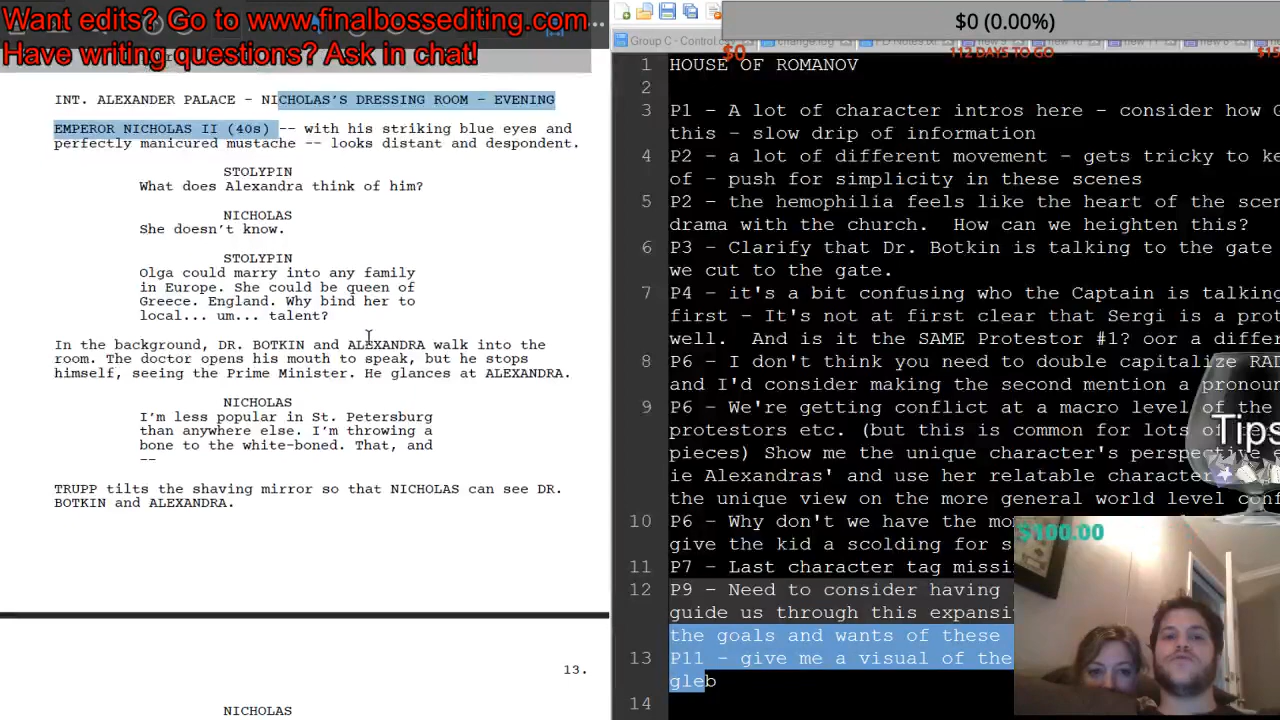 Want edits? Go to www.finalbossediting.com
Have writing questions? Ask in chat!
INT. ALEXANDER PALACE – NICHOLAS'S DRESSING ROOM – EVENING
EMPEROR NICHOLAS II (40s) -- with his striking blue eyes and
perfectly manicured mustache -- looks distant and despondent.
STOLYPIN
What does Alexandra think of him?
NICHOLAS
She doesn't know.
STOLYPIN
Olga could marry into any family
in Europe. She could be queen of
Greece. England. Why bind her to
local... um... talent?
In the background, DR. BOTKIN and ALEXANDRA walk into the
room. The doctor opens his mouth to speak, but he stops
himself, seeing the Prime Minister. He glances at ALEXANDRA.
NICHOLAS
I'm less popular in St. Petersburg
than anywhere else. I'm throwing a
bone to the white-boned. That, and
--
TRUPP tilts the shaving mirror so that NICHOLAS can see DR.
BOTKIN and ALEXANDRA.
13.
NICHOLAS
$0 (0.00%)
Group C - Control
change.log
$0
112 DAYS TO GO
1 HOUSE OF ROMANOV
2
3 P1 - A lot of character intros here - consider how
this - slow drip of information
4 P2 - a lot of different movement - gets tricky to
of - push for simplicity in these scenes
5 P2 - the hemophilia feels like the heart of the
drama with the church. How can we heighten this?
6 P3 - Clarify that Dr. Botkin is talking to the gate
we cut to the gate.
7 P4 - it's a bit confusing who the Captain is
first - It's not at first clear that Sergi is a
well. And is it the SAME Protestor #1? oor a
8 P6 - I don't think you need to double capitalize
and I'd consider making the second mention a
9 P6 - We're getting conflict at a macro level of the
protestors etc. (but this is common for lots of
pieces) Show me the unique character's
ie Alexandras' and use her relatable
the unique view on the more general world level
10 P6 - Why don't we have the
give the kid a scolding for
11 P7 - Last character tag
12 P9 - Need to consider having
guide us through this
the goals and wants of these
13 P11 - give me a visual of the
gleb
14
Tips
$100.00